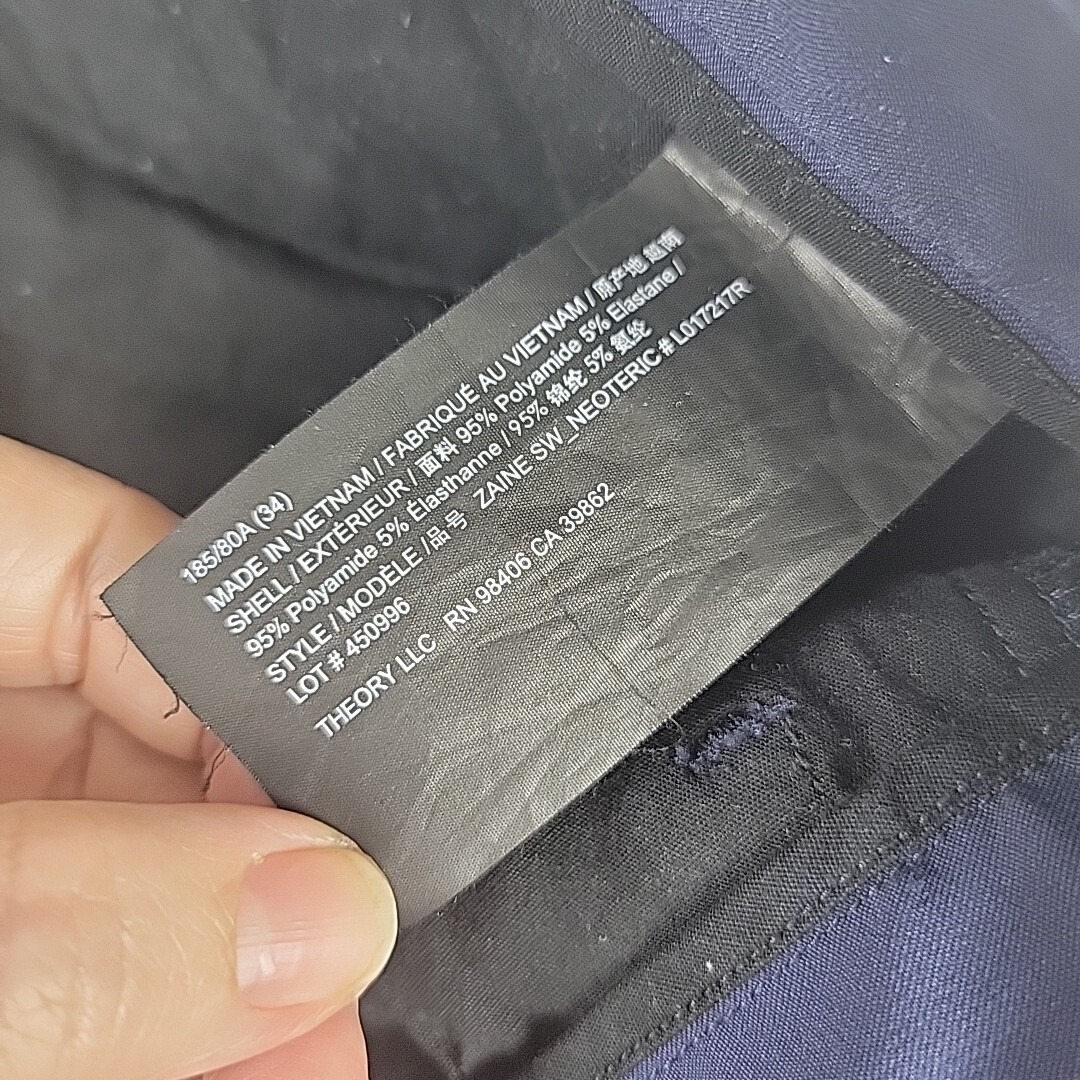 185/80A (34)
MADE IN VIETNAM / FABRIQUÉ AU VIETNAM / 原产地 越南
SHELL / EXTÉRIEUR / 面料 95% Polyamide 5% Elastane /
95% Polyamide 5% Élasthanne / 95% 锦纶 5% 氨纶
STYLE / MODÈLE /品号 ZAINE SW_NEOTERIC # L017217R
LOT # 450996
THEORY LLC RN 98406 CA 39862